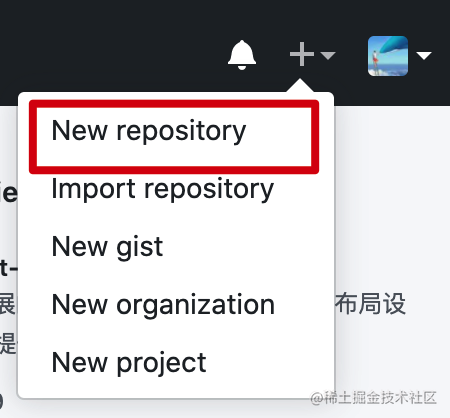 New repository
ie
Import repository
New gist
t-
展
New organization
布局设
提
New project
@稀土掘金技术社区